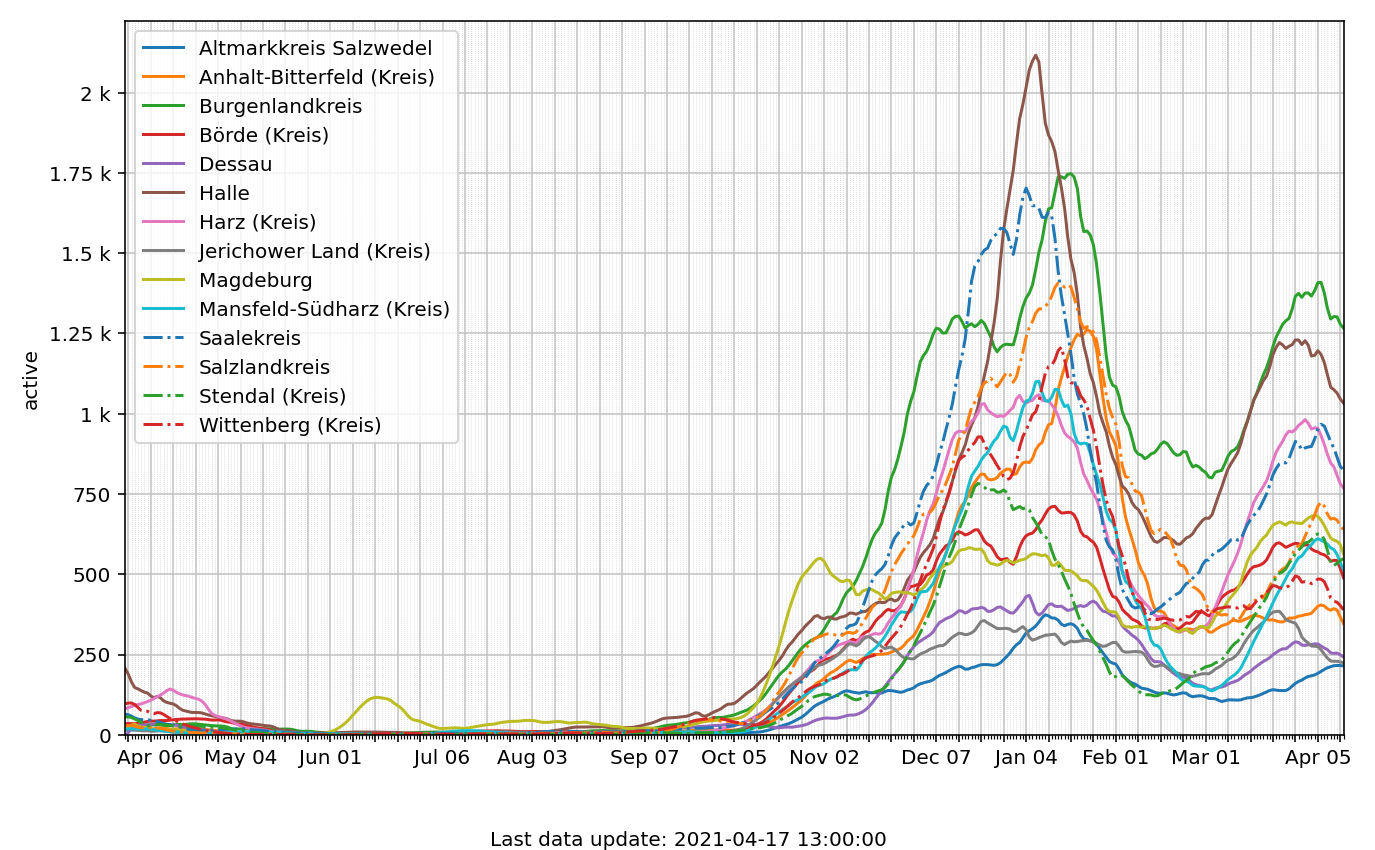 2 k
1.75 k
1.5 k
1.25 k
1 k
750
500
250
0
active
Altmarkkreis Salzwedel
Anhalt-Bitterfeld (Kreis)
Burgenlandkreis
Börde (Kreis)
Dessau
Halle
Harz (Kreis)
Jerichower Land (Kreis)
Magdeburg
Mansfeld-Südharz (Kreis)
Saalekreis
Salzlandkreis
Stendal (Kreis)
Wittenberg (Kreis)
Apr 06 May 04 Jun 01 Jul 06 Aug 03 Sep 07 Oct 05 Nov 02 Dec 07 Jan 04 Feb 01 Mar 01 Apr 05
Last data update: 2021-04-17 13:00:00